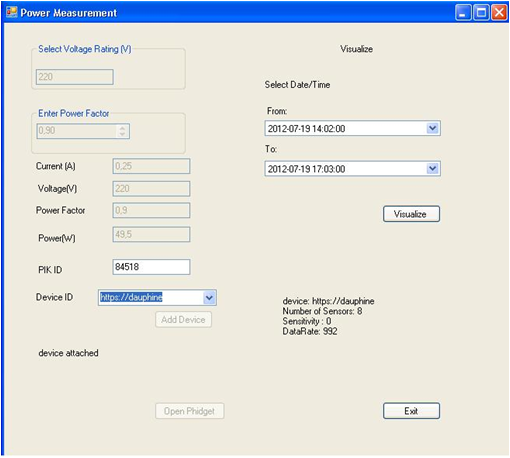 Power Measurement
Select Voltage Rating (V)
220
Enter Power Factor
0,90
Current (A)
0,25
Voltage(V)
220
Power Factor
0,9
Power(W)
49,5
PIK ID
84518
Device ID
https://dauphine
Add Device
device attached
Open Phidget
Visualize
Select Date/Time
From:
2012-07-19 14:02:00
To:
2012-07-19 17:03:00
Visualize
device: https://dauphine
Number of Sensors: 8
Sensitivity : 0
DataRate: 992
Exit